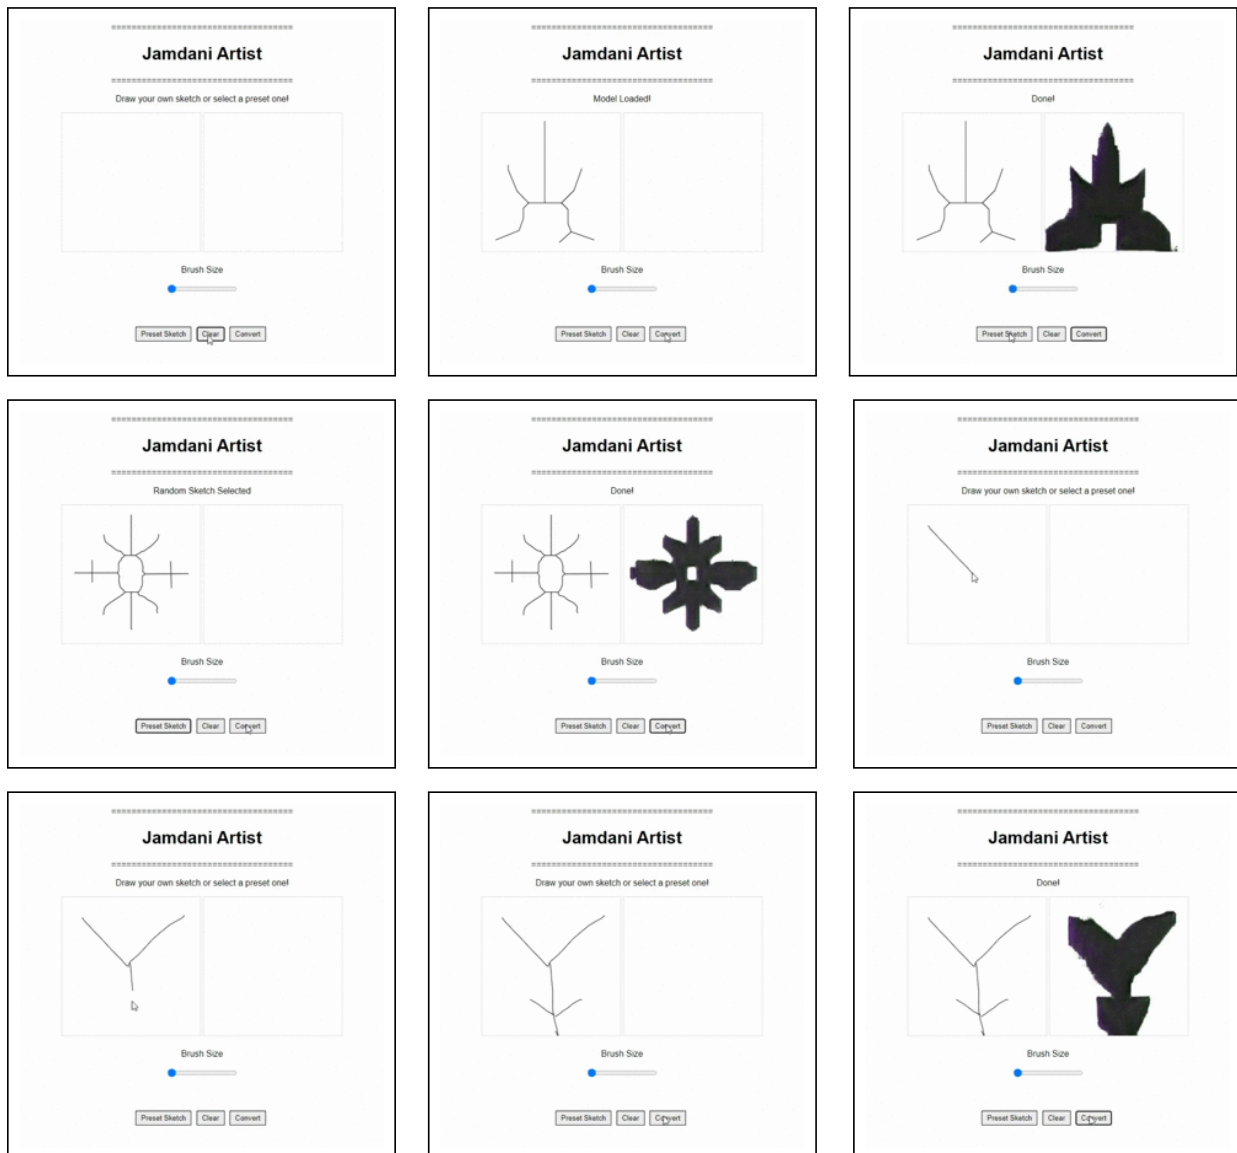 ================================
Jamdani Artist
================================
Draw your own sketch or select a preset one!
Brush Size
Preset Sketch Clear Convert
================================
Jamdani Artist
================================
Model Loaded!
Brush Size
Preset Sketch Clear Convert
================================
Jamdani Artist
================================
Done!
Brush Size
Preset Sketch Clear Convert
================================
Jamdani Artist
================================
Random Sketch Selected
Brush Size
Preset Sketch Clear Convert
================================
Jamdani Artist
================================
Done!
Brush Size
Preset Sketch Clear Convert
================================
Jamdani Artist
================================
Draw your own sketch or select a preset one!
Brush Size
Preset Sketch Clear Convert
================================
Jamdani Artist
================================
Draw your own sketch or select a preset one!
Brush Size
Preset Sketch Clear Convert
================================
Jamdani Artist
================================
Draw your own sketch or select a preset one!
Brush Size
Preset Sketch Clear Convert
================================
Jamdani Artist
================================
Done!
Brush Size
Preset Sketch Clear Convert